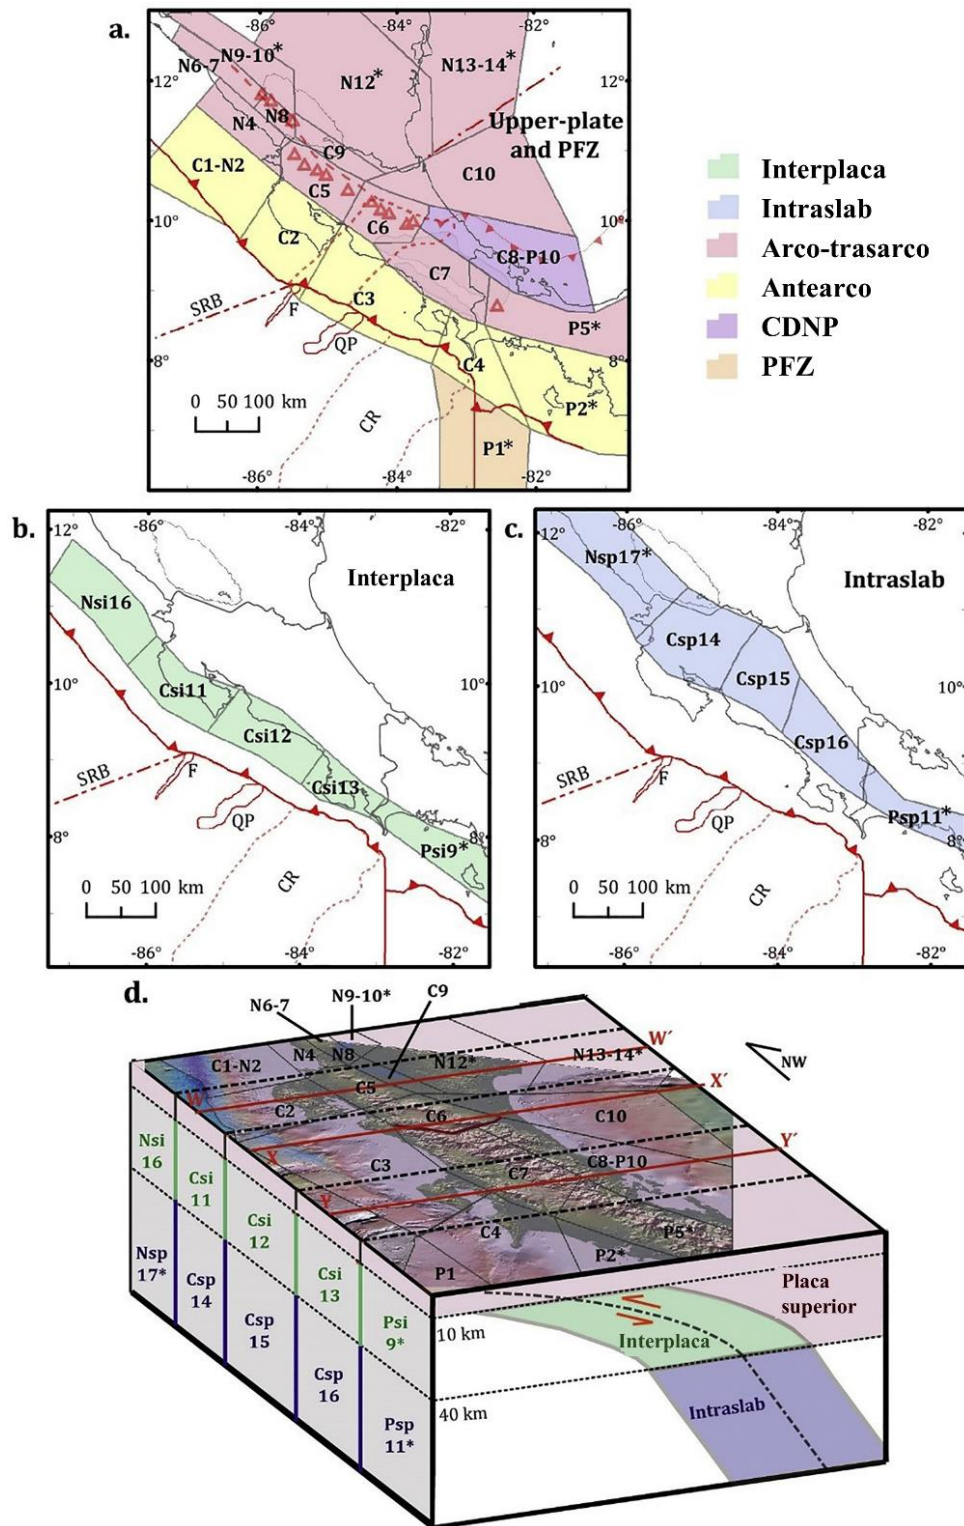 a.
-86°
-84°
-82°
12°
10°
8°
N6-7
N9-10*
N12*
N13-14*
N4
N8
C9
Upper-plate
and PFZ
C1-N2
C5
C10
C2
C6
C8-P10
C7
C3
SRB
F
QP
P5*
C4
P2*
CR
P1*
0 50 100 km
-86°
-84°
-82°
Interplaca
Intraslab
Arco-trasarco
Antearco
CDNP
PFZ
b.
12°
-86°
-84°
-82°
Interplaca
Nsi16
10°
10°
Csi11
Csi12
Csi13
SRB
F
QP
8°
8°
Psi9*
CR
0 50 100 km
-86°
-84°
-82°
c.
12°
-86°
-84°
-82°
Nsp17*
Intraslab
Csp14
Csp15
10°
10°
Csp16
SRB
F
QP
Psp11*
8°
8°
CR
0 50 100 km
-86°
-84°
-82°
d.
N6-7
N9-10*
C9
NW
C1-N2
N4
N8
N12*
N13-14*
W´
W
C2
C5
C6
C10
X´
X
C3
C7
C8-P10
Y´
Y
C4
P2*
P5*
P1
Nsi
16
Csi
11
Csi
12
Csi
13
Psi
9*
Nsp
17*
Csp
14
Csp
15
Csp
16
Psp
11*
10 km
40 km
Placa
superior
Interplaca
Intraslab